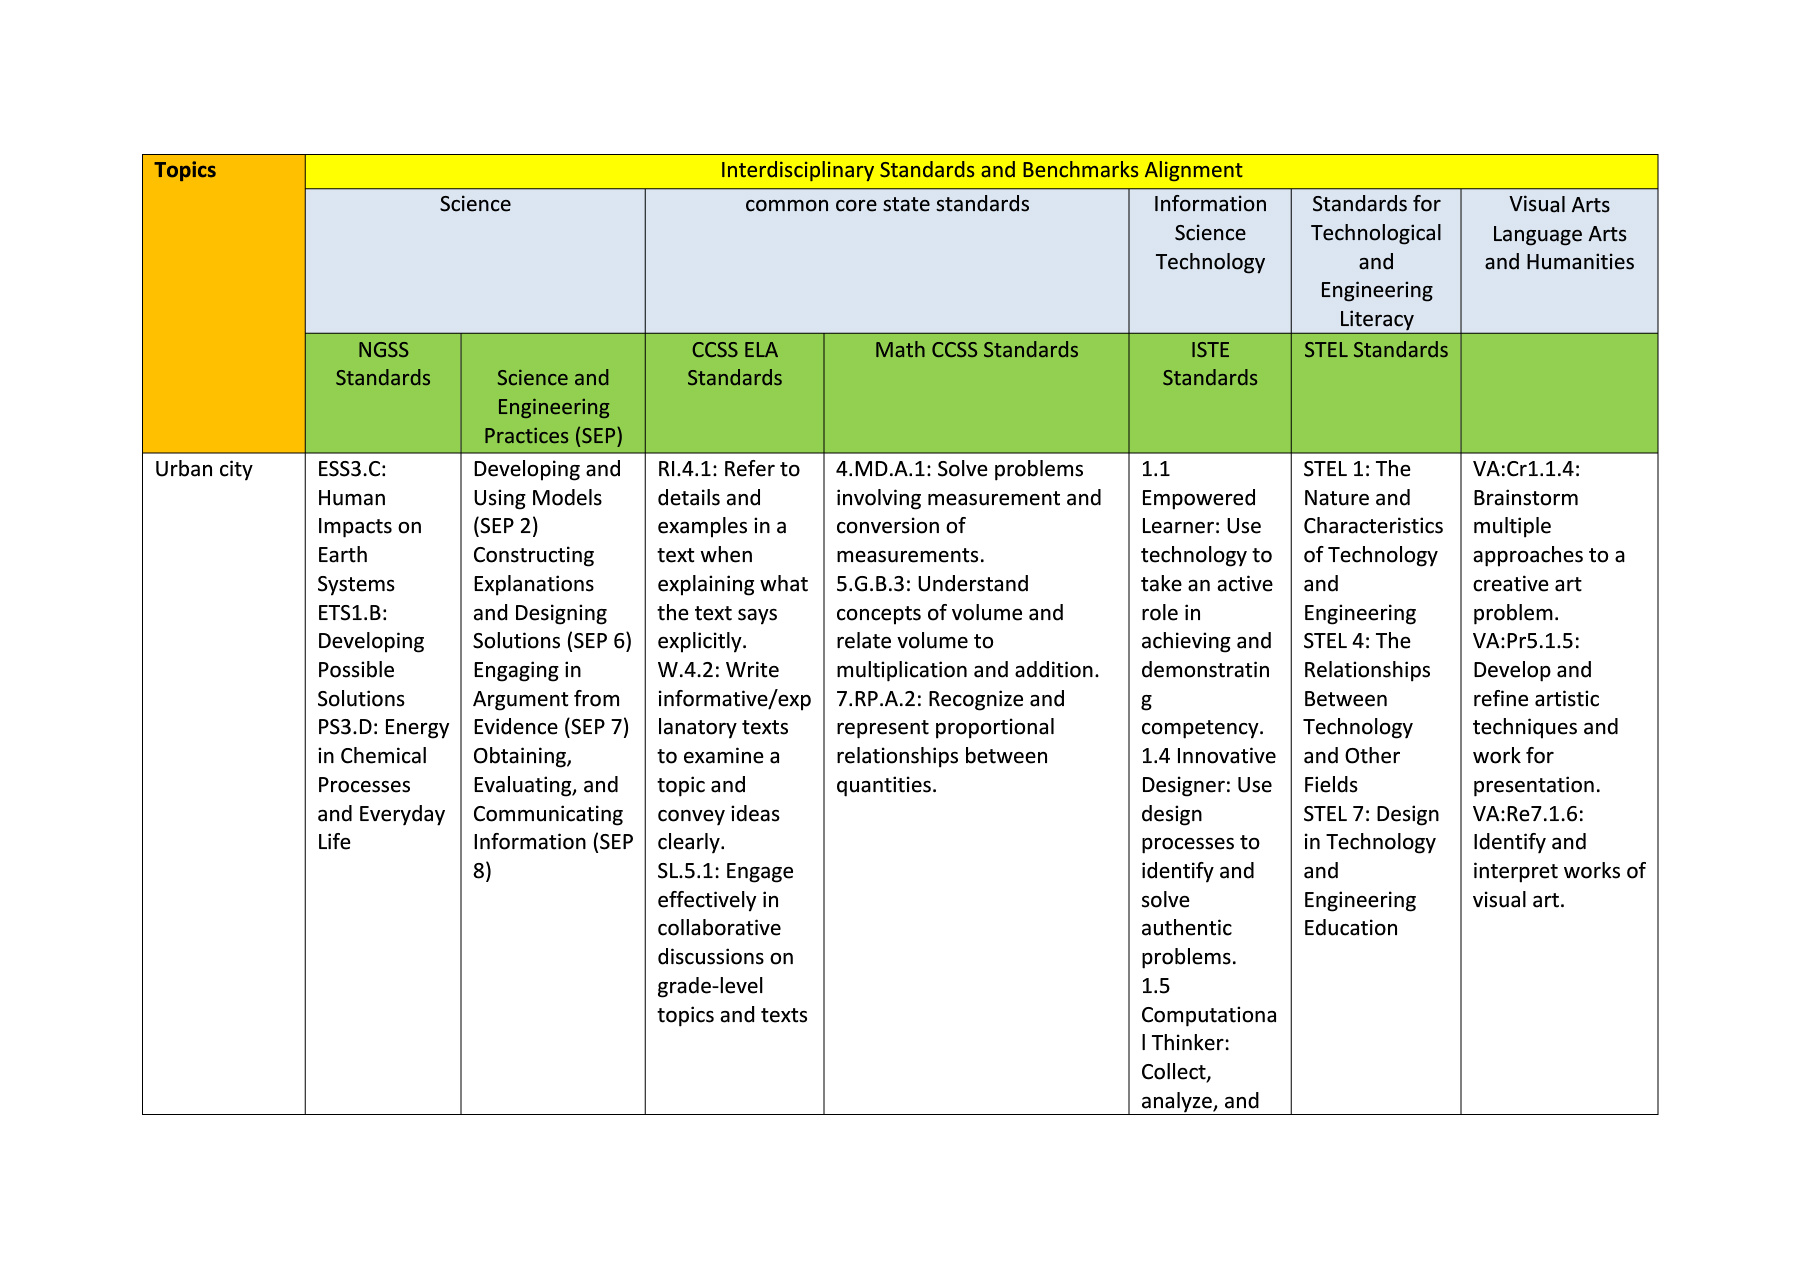 Topics
Interdisciplinary Standards and Benchmarks Alignment
Science
common core state standards
Information
Science
Technology
Standards for
Technological
and
Engineering
Literacy
Visual Arts
Language Arts
and Humanities
NGSS
Standards
Science and
Engineering
Practices (SEP)
CCSS ELA
Standards
Math CCSS Standards
ISTE
Standards
STEL Standards
Urban city
ESS3.C:
Human
Impacts on
Earth
Systems
ETS1.B:
Developing
Possible
Solutions
PS3.D: Energy
in Chemical
Processes
and Everyday
Life
Developing and
Using Models
(SEP 2)
Constructing
Explanations
and Designing
Solutions (SEP 6)
Engaging in
Argument from
Evidence (SEP 7)
Obtaining,
Evaluating, and
Communicating
Information (SEP
8)
RI.4.1: Refer to
details and
examples in a
text when
explaining what
the text says
explicitly.
W.4.2: Write
informative/exp
lanatory texts
to examine a
topic and
convey ideas
clearly.
SL.5.1: Engage
effectively in
collaborative
discussions on
grade-level
topics and texts
4.MD.A.1: Solve problems
involving measurement and
conversion of
measurements.
5.G.B.3: Understand
concepts of volume and
relate volume to
multiplication and addition.
7.RP.A.2: Recognize and
represent proportional
relationships between
quantities.
1.1
Empowered
Learner: Use
technology to
take an active
role in
achieving and
demonstratin
g
competency.
1.4 Innovative
Designer: Use
design
processes to
identify and
solve
authentic
problems.
1.5
Computationa
l Thinker:
Collect,
analyze, and
STEL 1: The
Nature and
Characteristics
of Technology
and
Engineering
STEL 4: The
Relationships
Between
Technology
and Other
Fields
STEL 7: Design
in Technology
and
Engineering
Education
VA:Cr1.1.4:
Brainstorm
multiple
approaches to a
creative art
problem.
VA:Pr5.1.5:
Develop and
refine artistic
techniques and
work for
presentation.
VA:Re7.1.6:
Identify and
interpret works of
visual art.